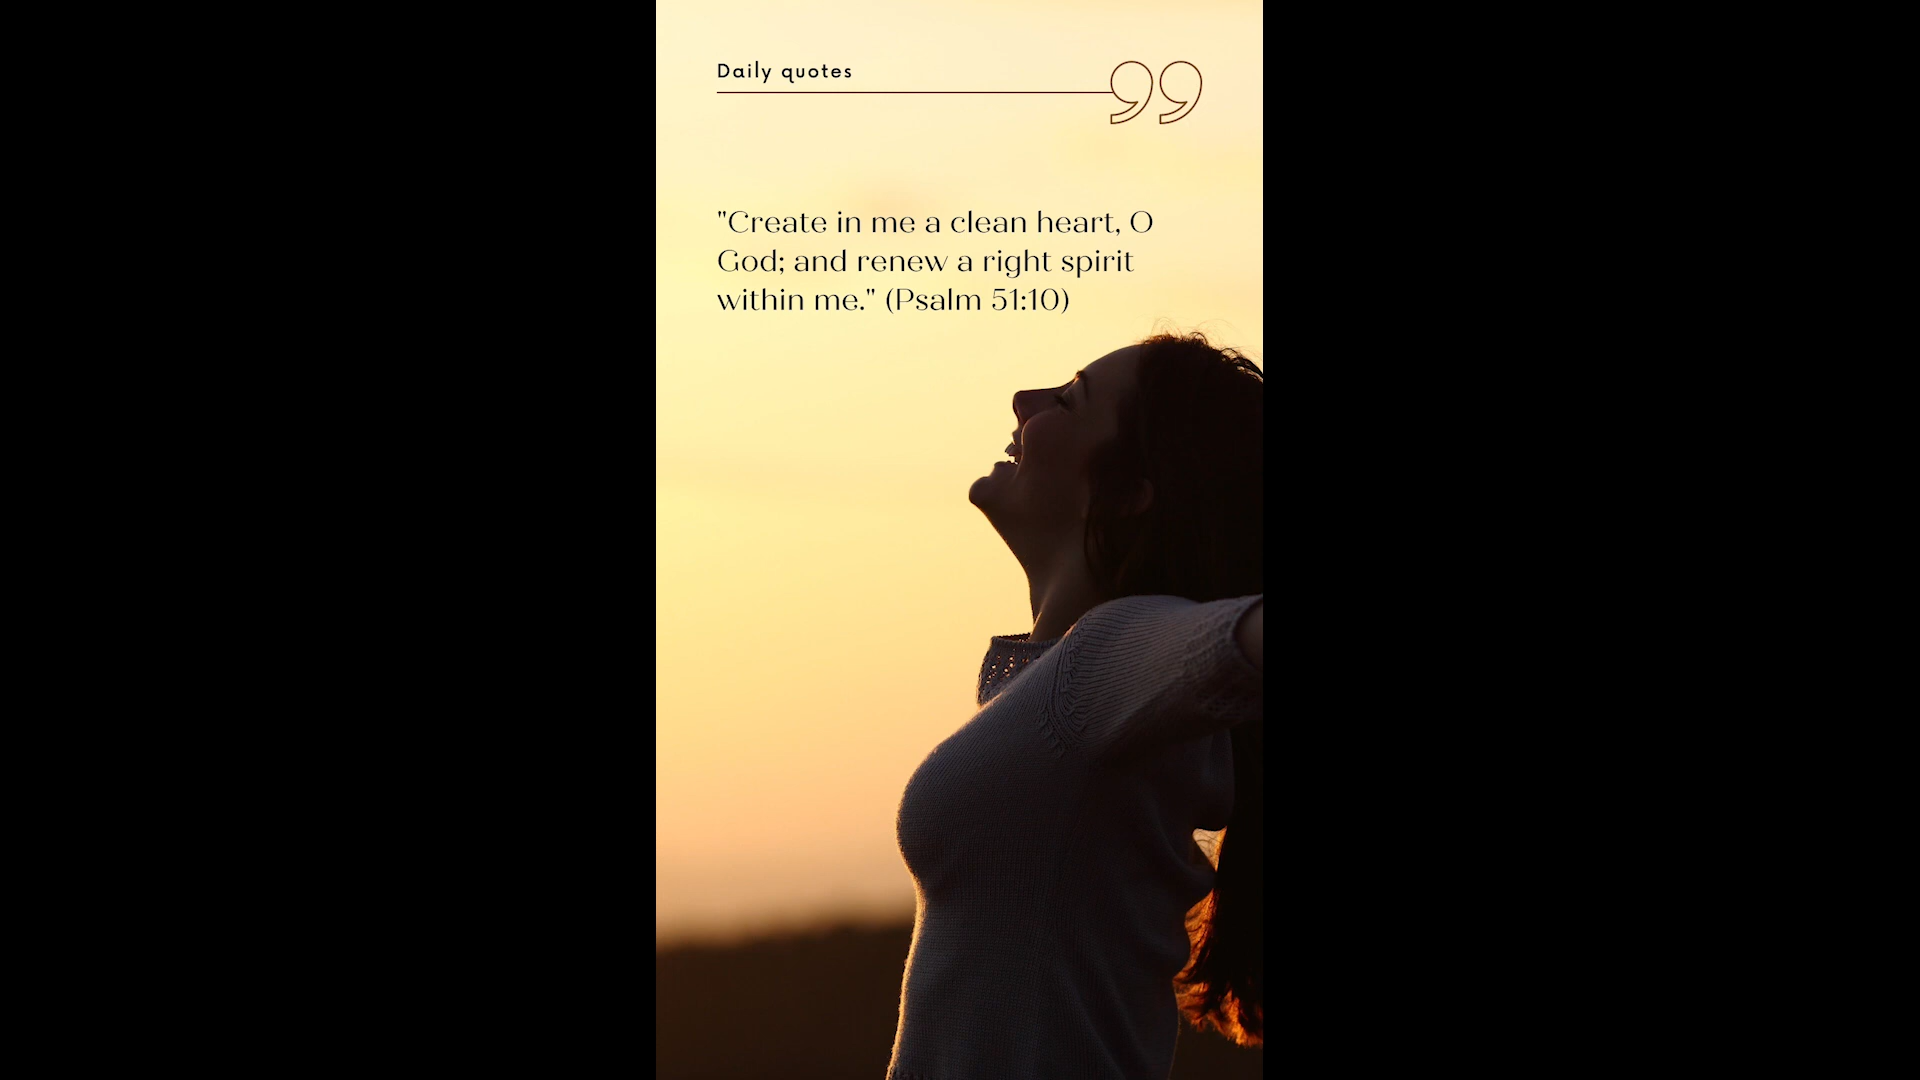 Daily quotes
"Create in me a clean heart, O
God; and renew a right spirit
within me." (Psalm 51:10)